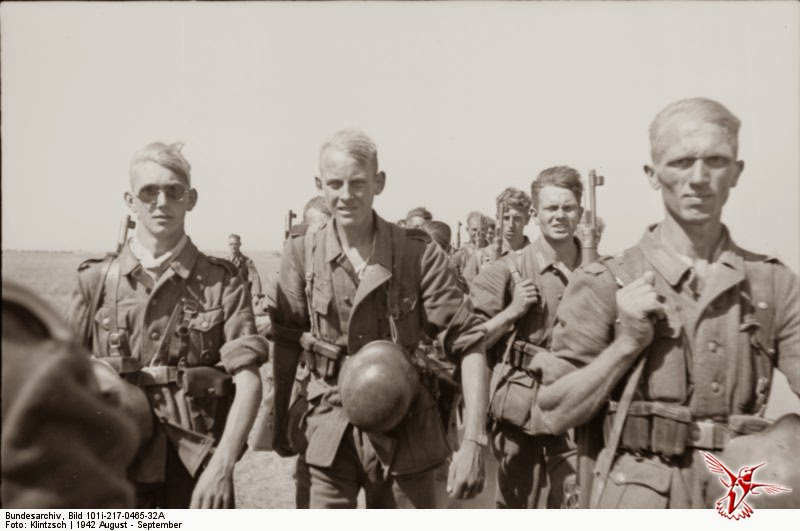 Bundesarchiv, Bild 101i-217-0465-32A
Foto: Klintzsch | 1942 August - September